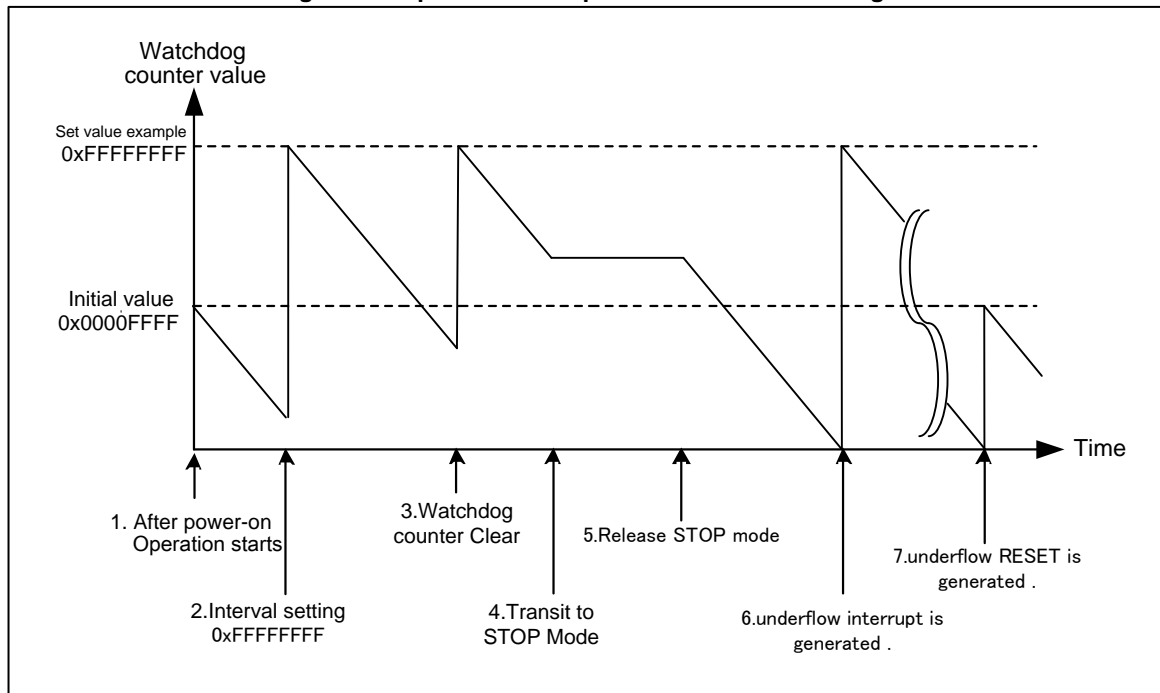 Watchdog
counter value
Set value example
0xFFFFFFFF
Initial value
0x0000FFFF
Time
1. After power-on
Operation starts
2.Interval setting
0xFFFFFFFF
3.Watchdog
counter Clear
4.Transit to
STOP Mode
5.Release STOP mode
6.underflow interrupt is
generated .
7.underflow RESET is
generated .